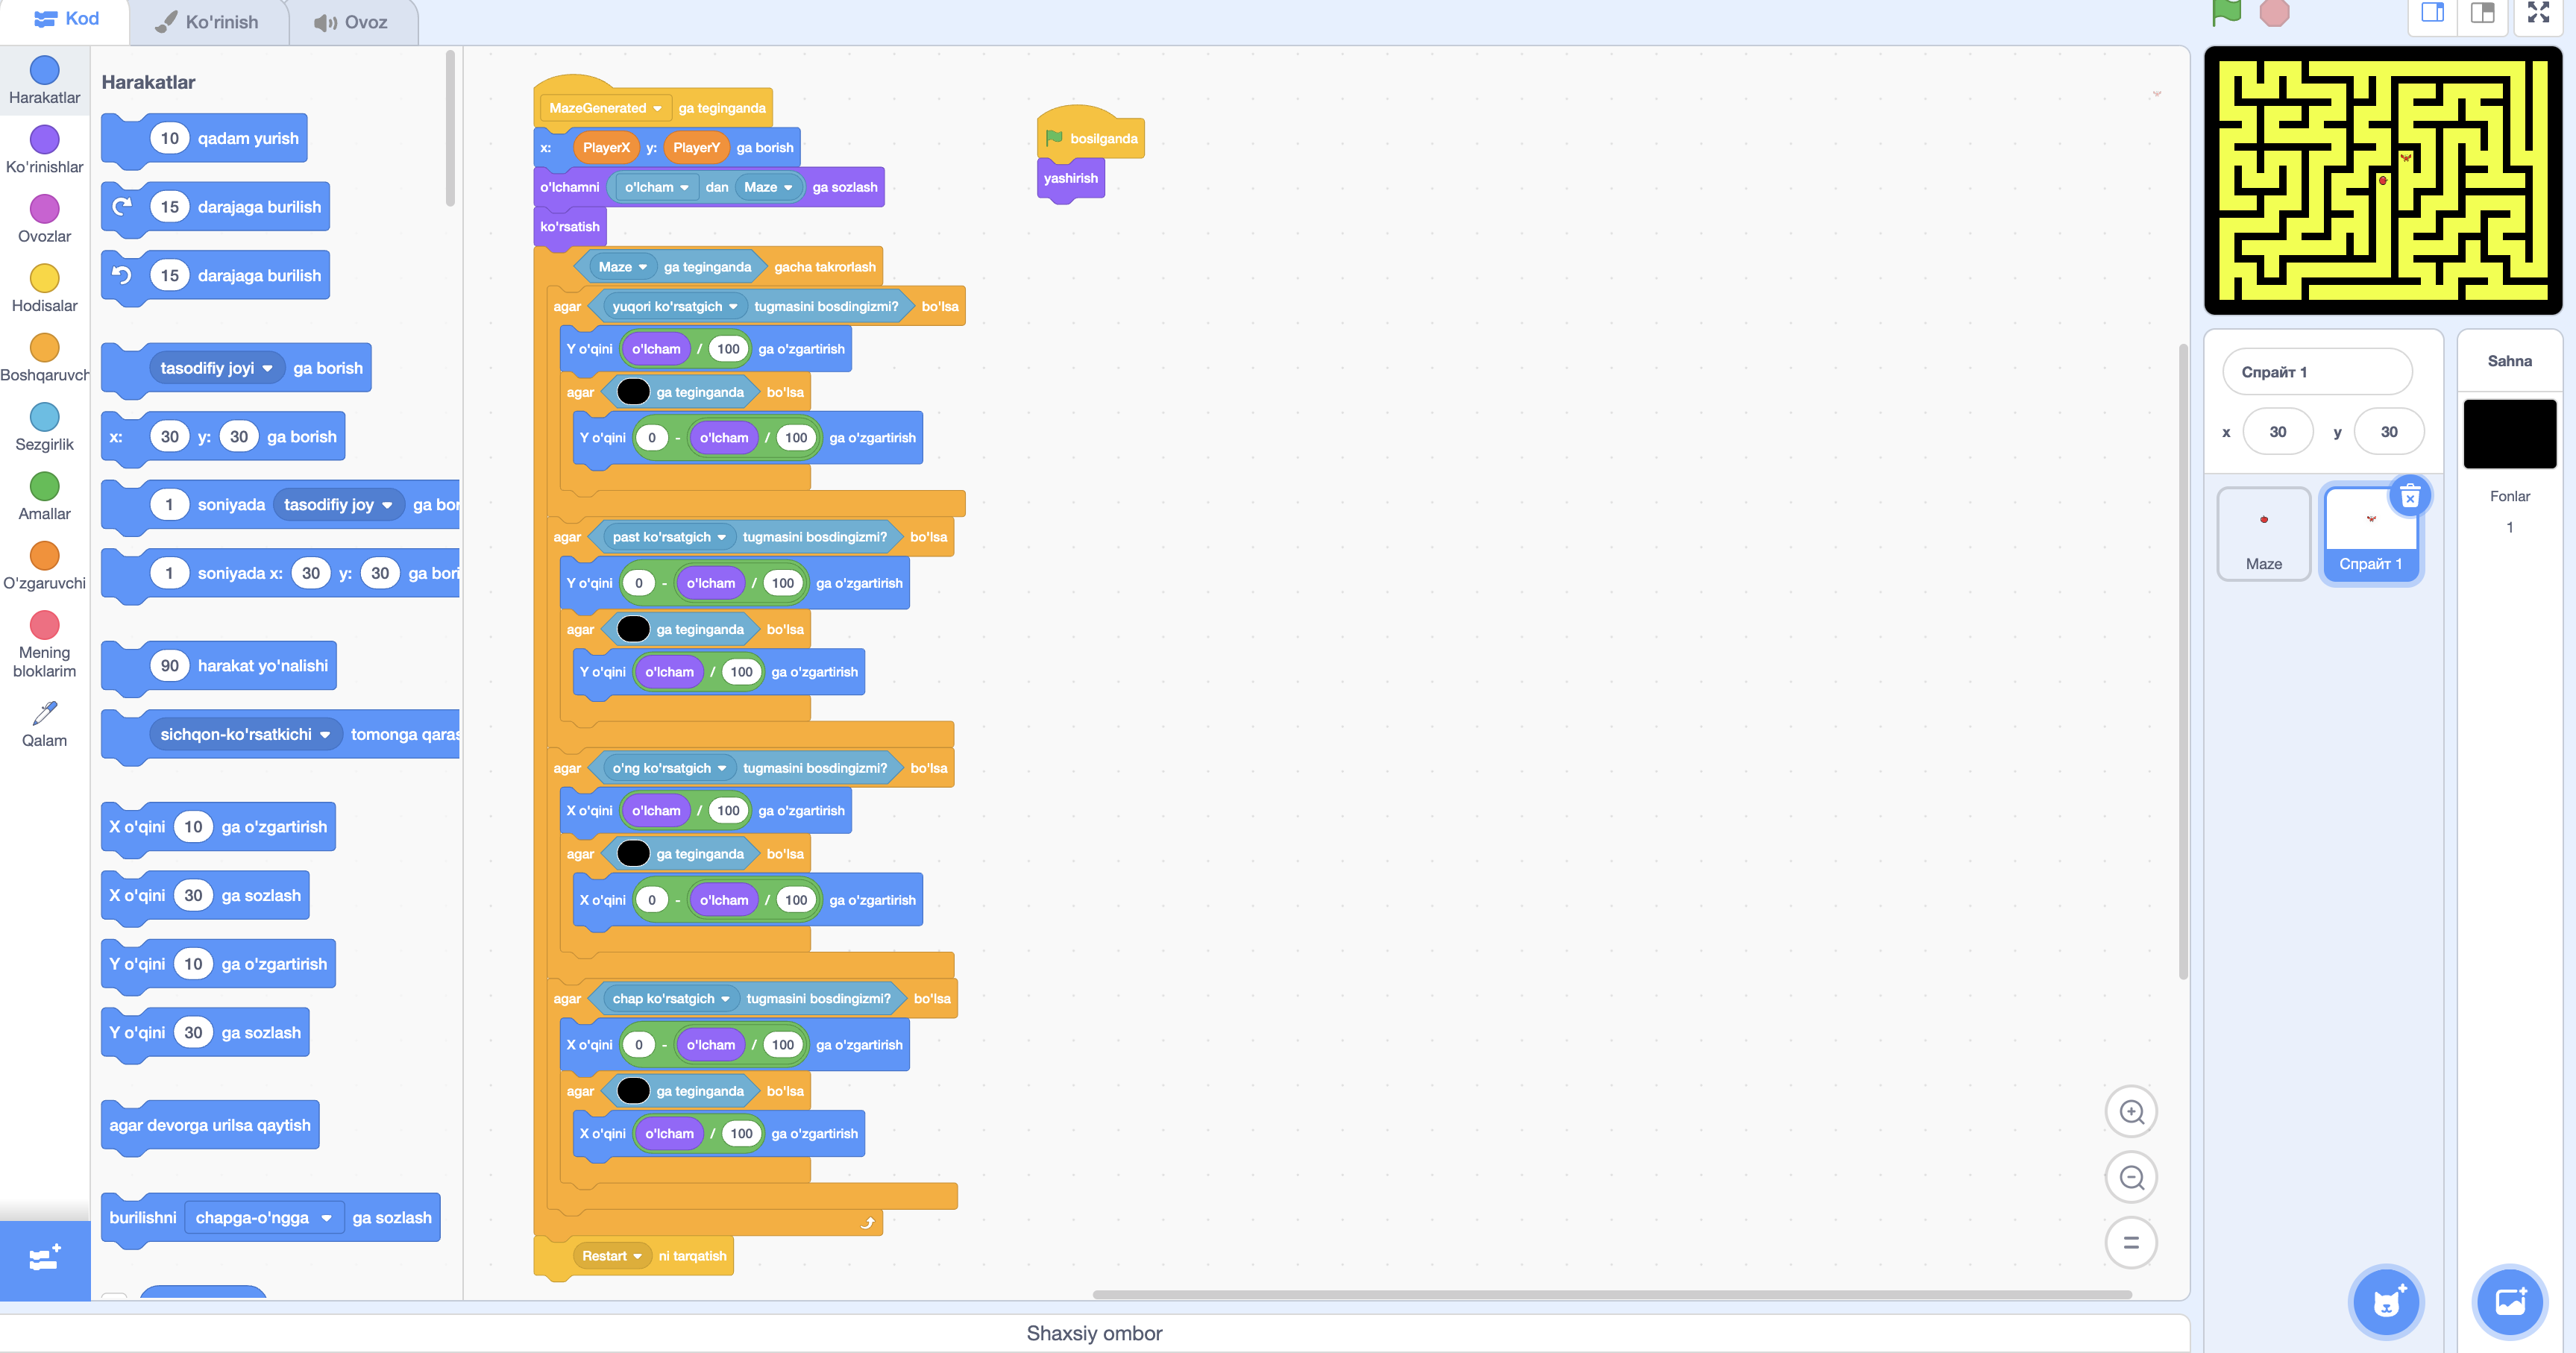 Kod
Ko'rinish
Ovoz
Harakatlar
Ko'rinishlar
Ovozlar
Hodisalar
Boshqaruvch
Sezgirlik
Amallar
O'zgaruvchi
Mening
bloklarim
Qalam
Harakatlar
10 qadam yurish
15 darajaga burilish
15 darajaga burilish
tasodifiy joyi ga borish
x: 30 y: 30 ga borish
1 soniyada tasodifiy joy ga bor
1 soniyada x: 30 y: 30 ga bori
90 harakat yo'nalishi
sichqon-ko'rsatkichi tomonga qaras
X o'qini 10 ga o'zgartirish
X o'qini 30 ga sozlash
Y o'qini 10 ga o'zgartirish
Y o'qini 30 ga sozlash
agar devorga urilsa qaytish
burilishni chapga-o'ngga ga sozlash
MazeGenerated ga teginganda
x: PlayerX y: PlayerY ga borish
o'lchamni o'lcham dan Maze ga sozlash
ko'rsatish
Maze ga teginganda gacha takrorlash
agar yuqori ko'rsatgich tugmasini bosdingizmi? bo'lsa
Y o'qini o'lcham / 100 ga o'zgartirish
agar ga teginganda bo'lsa
Y o'qini 0 - o'lcham / 100 ga o'zgartirish
agar past ko'rsatgich tugmasini bosdingizmi? bo'lsa
Y o'qini 0 - o'lcham / 100 ga o'zgartirish
agar ga teginganda bo'lsa
Y o'qini o'lcham / 100 ga o'zgartirish
agar o'ng ko'rsatgich tugmasini bosdingizmi? bo'lsa
X o'qini o'lcham / 100 ga o'zgartirish
agar ga teginganda bo'lsa
X o'qini 0 - o'lcham / 100 ga o'zgartirish
agar chap ko'rsatgich tugmasini bosdingizmi? bo'lsa
X o'qini 0 - o'lcham / 100 ga o'zgartirish
agar ga teginganda bo'lsa
X o'qini o'lcham / 100 ga o'zgartirish
Restart ni tarqatish
bosilganda
yashirish
Shaxsiy ombor
Спрайт 1
x 30 y 30
Maze
Спрайт 1
Sahna
Fonlar
1